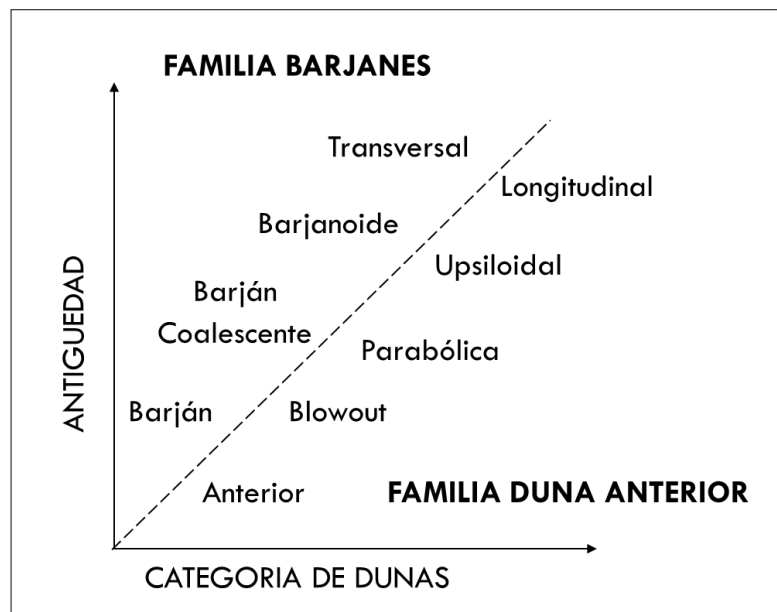 FAMILIA BARJANES
Transversal
Longitudinal
Barjanoide
Upsiloidal
Barján
Coalescente
Parabólica
Barján
Blowout
Anterior
FAMILIA DUNA ANTERIOR
ANTIGUEDAD
CATEGORIA DE DUNAS